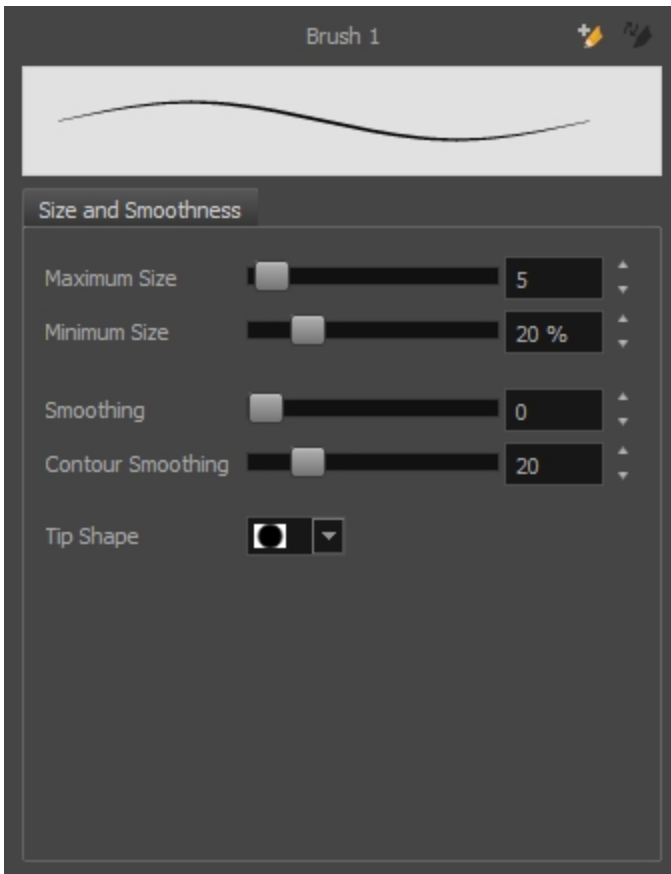 Brush 1
Size and Smoothness
Maximum Size 5
Minimum Size 20 %
Smoothing 0
Contour Smoothing 20
Tip Shape